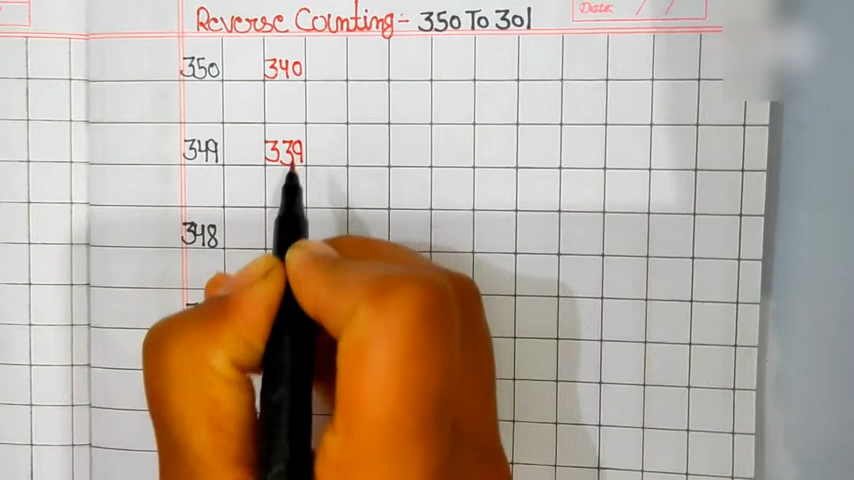 Reverse Counting:- 350 To 301
Date: / /
350 340
349 339
348